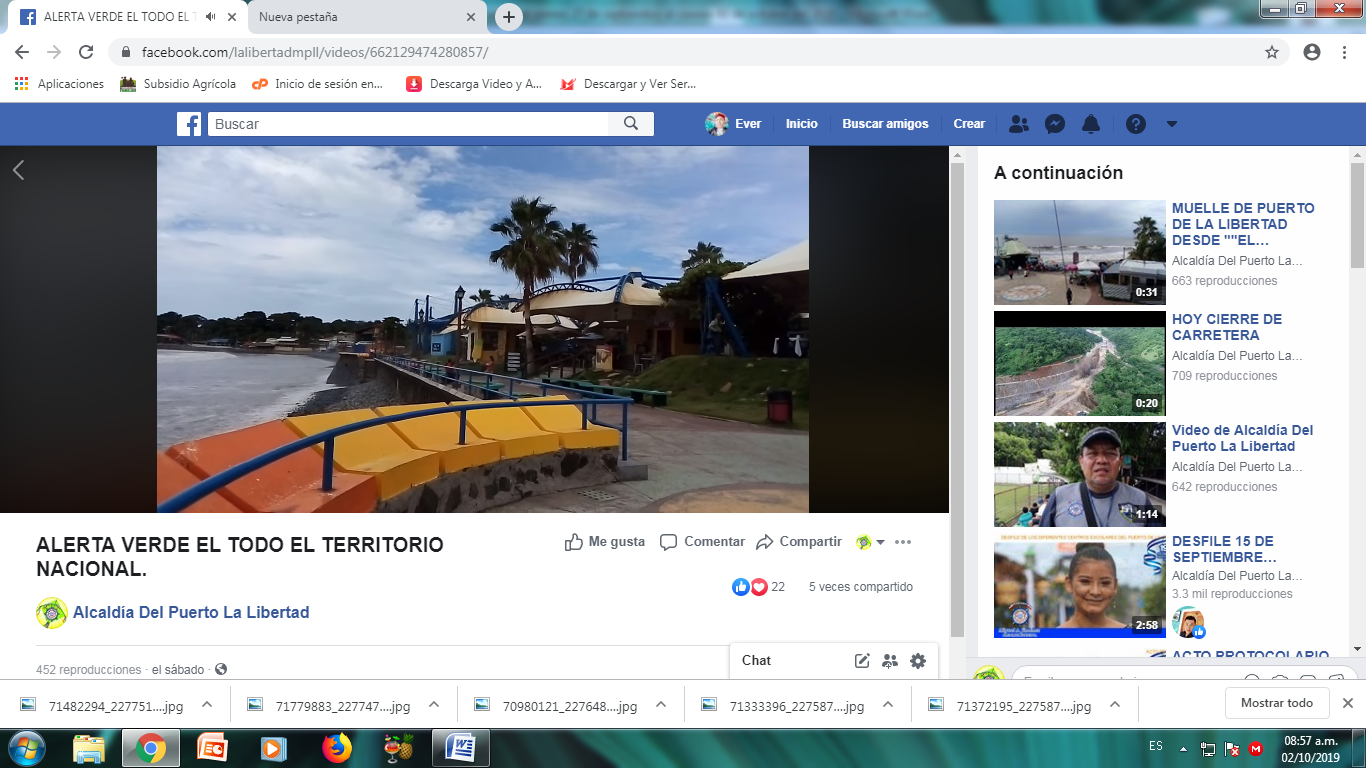 ALERTA VERDE EL TODO EL T
Nueva pestaña
facebook.com/lalibertadmpll/videos/662129474280857/
Aplicaciones
Subsidio Agrícola
Inicio de sesión en...
Descarga Video y A...
Descargar y Ver Ser...
Buscar
Ever
Inicio
Buscar amigos
Crear
ALERTA VERDE EL TODO EL TERRITORIO
NACIONAL.
Me gusta
Comentar
Compartir
22
5 veces compartido
Alcaldía Del Puerto La Libertad
452 reproducciones · el sábado ·
Chat
A continuación
MUELLE DE PUERTO
DE LA LIBERTAD
DESDE ""EL...
Alcaldía Del Puerto La...
663 reproducciones
0:31
HOY CIERRE DE
CARRETERA
Alcaldía Del Puerto La...
709 reproducciones
0:20
Video de Alcaldía Del
Puerto La Libertad
Alcaldía Del Puerto La...
642 reproducciones
1:14
DESFILE 15 DE
SEPTIEMBRE...
Alcaldía Del Puerto La...
3.3 mil reproducciones
2:58
ACTO PROTOCOLARIO
71482294_227751....jpg
71779883_227747....jpg
70980121_227648....jpg
71333396_227587....jpg
71372195_227587....jpg
Mostrar todo
ES
08:57 a.m.
02/10/2019